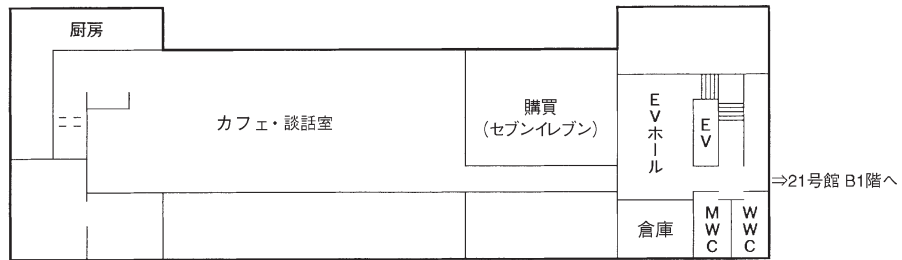 厨房
カフェ・談話室
購買
(セブンイレブン)
EVホール
EV
⇒21号館 B1階へ
倉庫
MWC
WWC